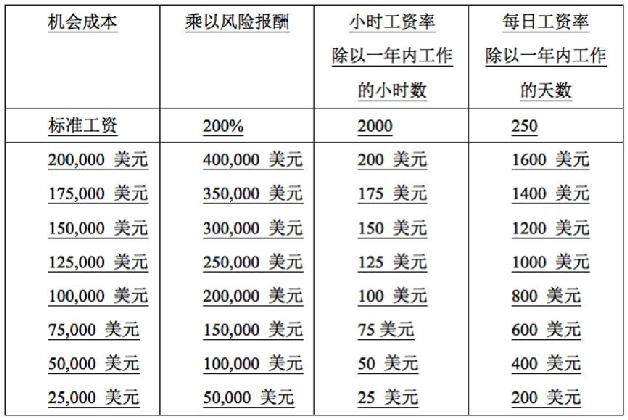 机会成本 乘以风险报酬 小时工资率 每日工资率
除以一年内工作 除以一年内工作
的小时数 的天数
标准工资 200% 2000 250
200,000 美元 400,000 美元 200 美元 1600 美元
175,000 美元 350,000 美元 175 美元 1400 美元
150,000 美元 300,000 美元 150 美元 1200 美元
125,000 美元 250,000 美元 125 美元 1000 美元
100,000 美元 200,000 美元 100 美元 800 美元
75,000 美元 150,000 美元 75美元 600 美元
50,000 美元 100,000 美元 50 美元 400 美元
25,000 美元 50,000 美元 25 美元 200 美元